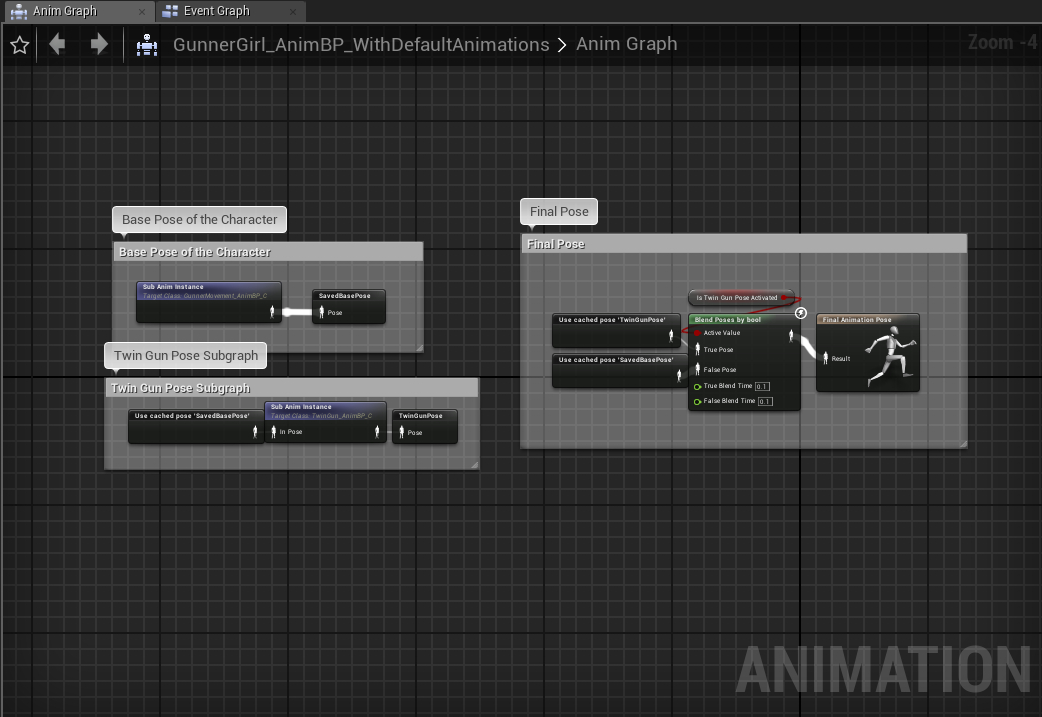 Anim Graph
Event Graph
GunnerGirl_AnimBP_WithDefaultAnimations > Anim Graph
Zoom -4
Base Pose of the Character
Base Pose of the Character
Sub Anim Instance
Target Class: GunnerMovement_AnimBP_C
SavedBasePose
Pose
Twin Gun Pose Subgraph
Twin Gun Pose Subgraph
Use cached pose 'SavedBasePose'
Sub Anim Instance
Target Class: TwinGun_AnimBP_C
In Pose
TwinGunPose
Pose
Final Pose
Final Pose
Is Twin Gun Pose Activated
Use cached pose 'TwinGunPose'
Use cached pose 'SavedBasePose'
Blend Poses by bool
Active Value
True Pose
False Pose
True Blend Time 0.1
False Blend Time 0.1
Final Animation Pose
Result
ANIMATION